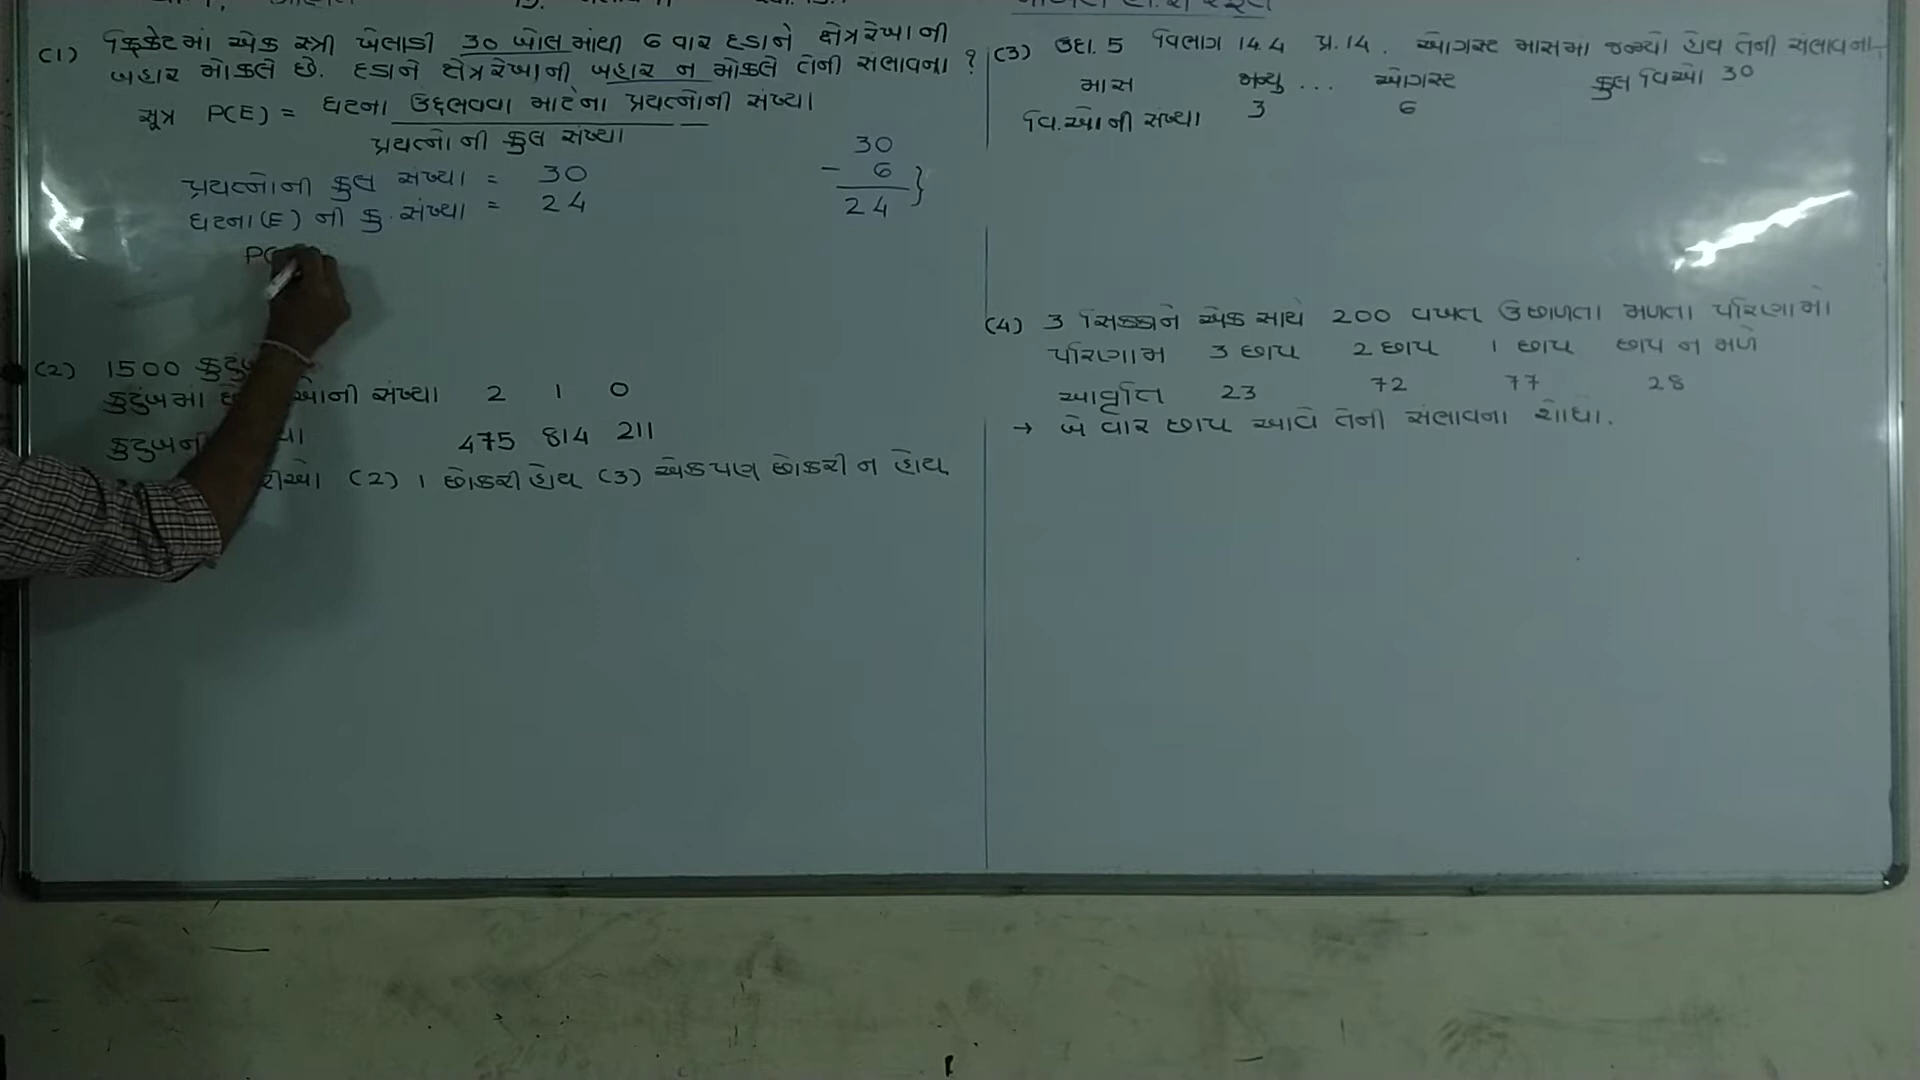 (1) ક્રિકેટમાં એક સ્ત્રી ખેલાડી 30 બોલમાંથી 6 વાર દડાને ક્ષેત્રરેખાની
બહાર મોકલે છે. દડાને ક્ષેત્રરેખાની બહાર ન મોકલે તેની સંભાવના ?
સૂત્ર P(E) = ઘટના ઉદ્દભવવા માટેના પ્રયત્નોની સંખ્યા
પ્રયત્નોની કુલ સંખ્યા
પ્રયત્નોની કુલ સંખ્યા = 30
ઘટના(E) ની કુ. સંખ્યા = 24
30
- 6
24 }
P(
(2) 1500
કુટુંબમાં ઓની સંખ્યા 2 1 0
475 814 211
(2) 1 છોકરી હોય (3) એકપણ છોકરી ન હોય
(3) ઉદા. 5 વિભાગ 14.4 પ્ર.14. ઓગસ્ટ માસમાં જન્મ્યો હોય તેની સંભાવના
માસ જાન્યુ ... ઓગસ્ટ કુલ વિ.ઓ 30
વિ.ઓની સંખ્યા 3 6
(4) 3 સિક્કાને એક સાથે 200 વખત ઉછાળતા મળતા પરિણામો
પરિણામ 3 છાપ 2 છાપ 1 છાપ છાપ ન મળે
આવૃત્તિ 23 72 77 28
→ બે વાર છાપ આવે તેની સંભાવના શોધો.